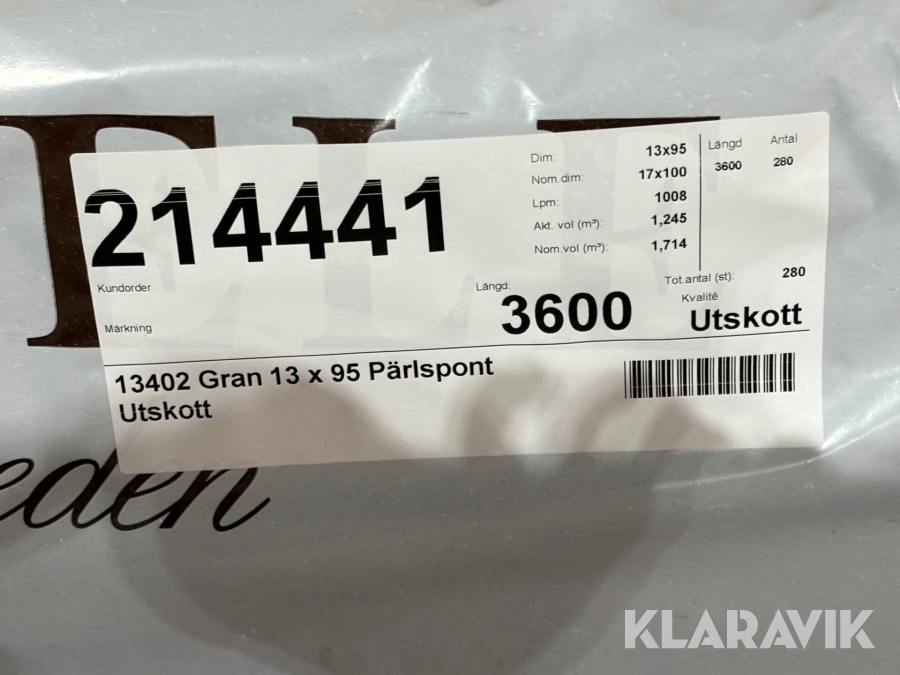 214441
Kundorder
Märkning
Dim: 13x95
Nom.dim: 17x100
Lpm: 1008
Akt. vol (m³): 1,245
Nom.vol (m³): 1,714
Längd Antal
3600 280
Tot.antal (st): 280
Längd:
3600
Kvalité
Utskott
13402 Gran 13 x 95 Pärlspont
Utskott
eden
KLARAVIK